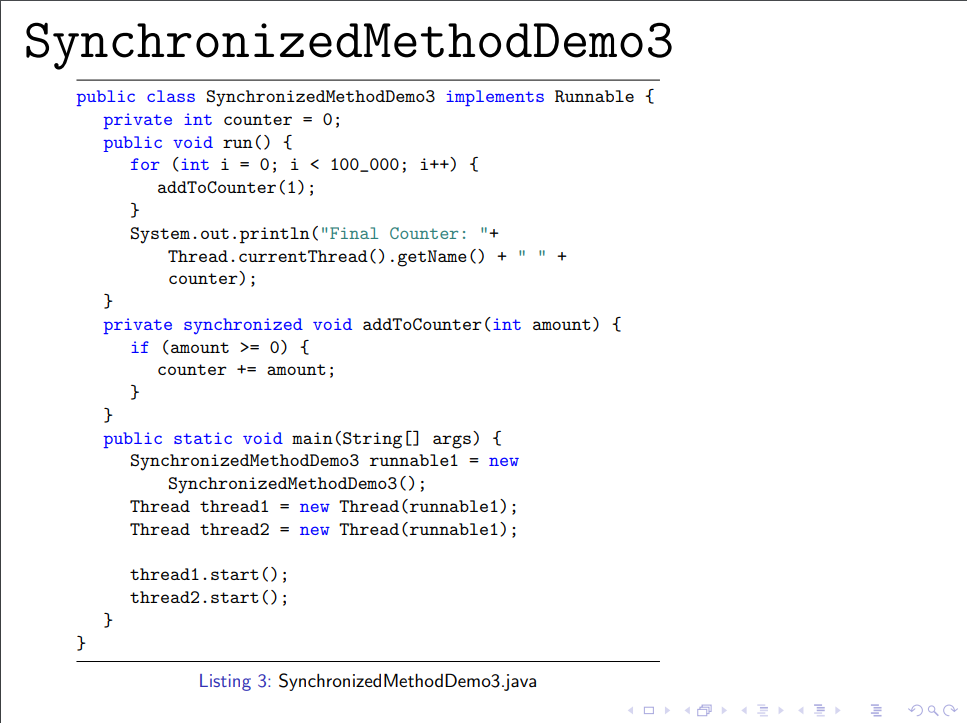 SynchronizedMethodDemo3
public class SynchronizedMethodDemo3 implements Runnable {
private int counter = 0;
public void run() {
for (int i = 0; i < 100_000; i++) {
addToCounter(1);
}
System.out.println("Final Counter: "+
Thread.currentThread().getName() + " " +
counter);
}
private synchronized void addToCounter(int amount) {
if (amount >= 0) {
counter += amount;
}
}
public static void main(String[] args) {
SynchronizedMethodDemo3 runnable1 = new
SynchronizedMethodDemo3();
Thread thread1 = new Thread(runnable1);
Thread thread2 = new Thread(runnable1);
thread1.start();
thread2.start();
}
}
Listing 3: SynchronizedMethodDemo3.java